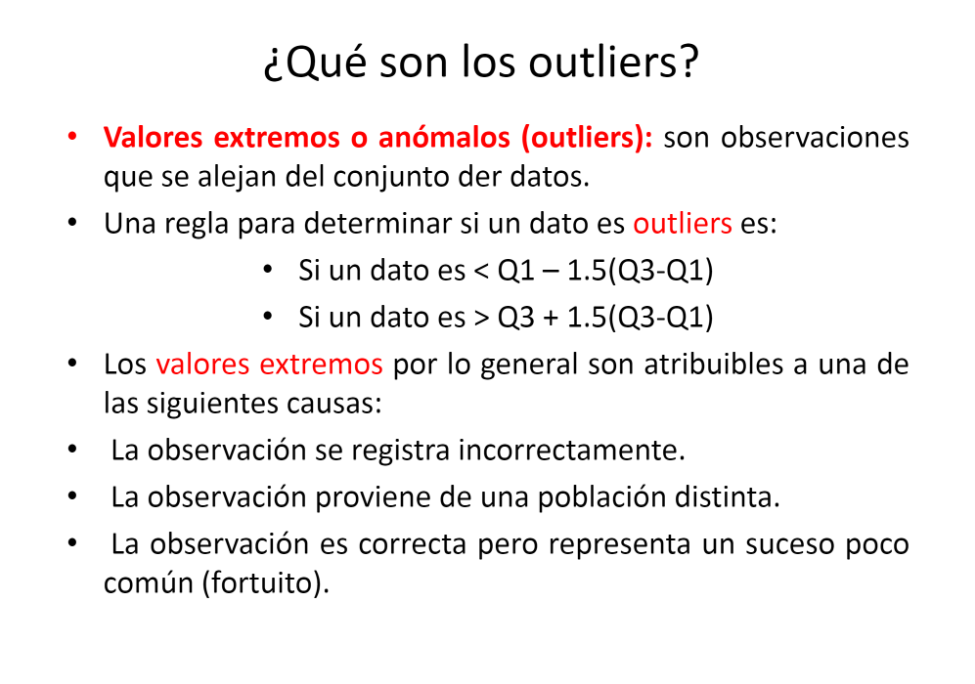 ¿Qué son los outliers?
• Valores extremos o anómalos (outliers): son observaciones
que se alejan del conjunto der datos.
• Una regla para determinar si un dato es outliers es:
• Si un dato es < Q1 – 1.5(Q3-Q1)
• Si un dato es > Q3 + 1.5(Q3-Q1)
• Los valores extremos por lo general son atribuibles a una de
las siguientes causas:
• La observación se registra incorrectamente.
• La observación proviene de una población distinta.
• La observación es correcta pero representa un suceso poco
común (fortuito).